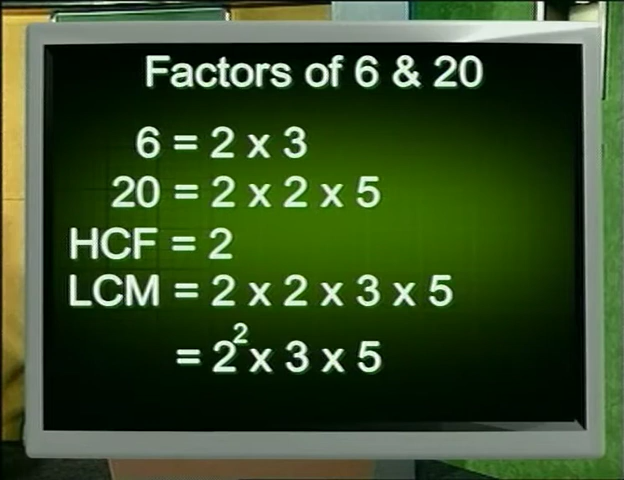 Factors of 6 & 20
6 = 2 x 3
20 = 2 x 2 x 5
HCF = 2
LCM = 2 x 2 x 3 x 5
= 2² x 3 x 5